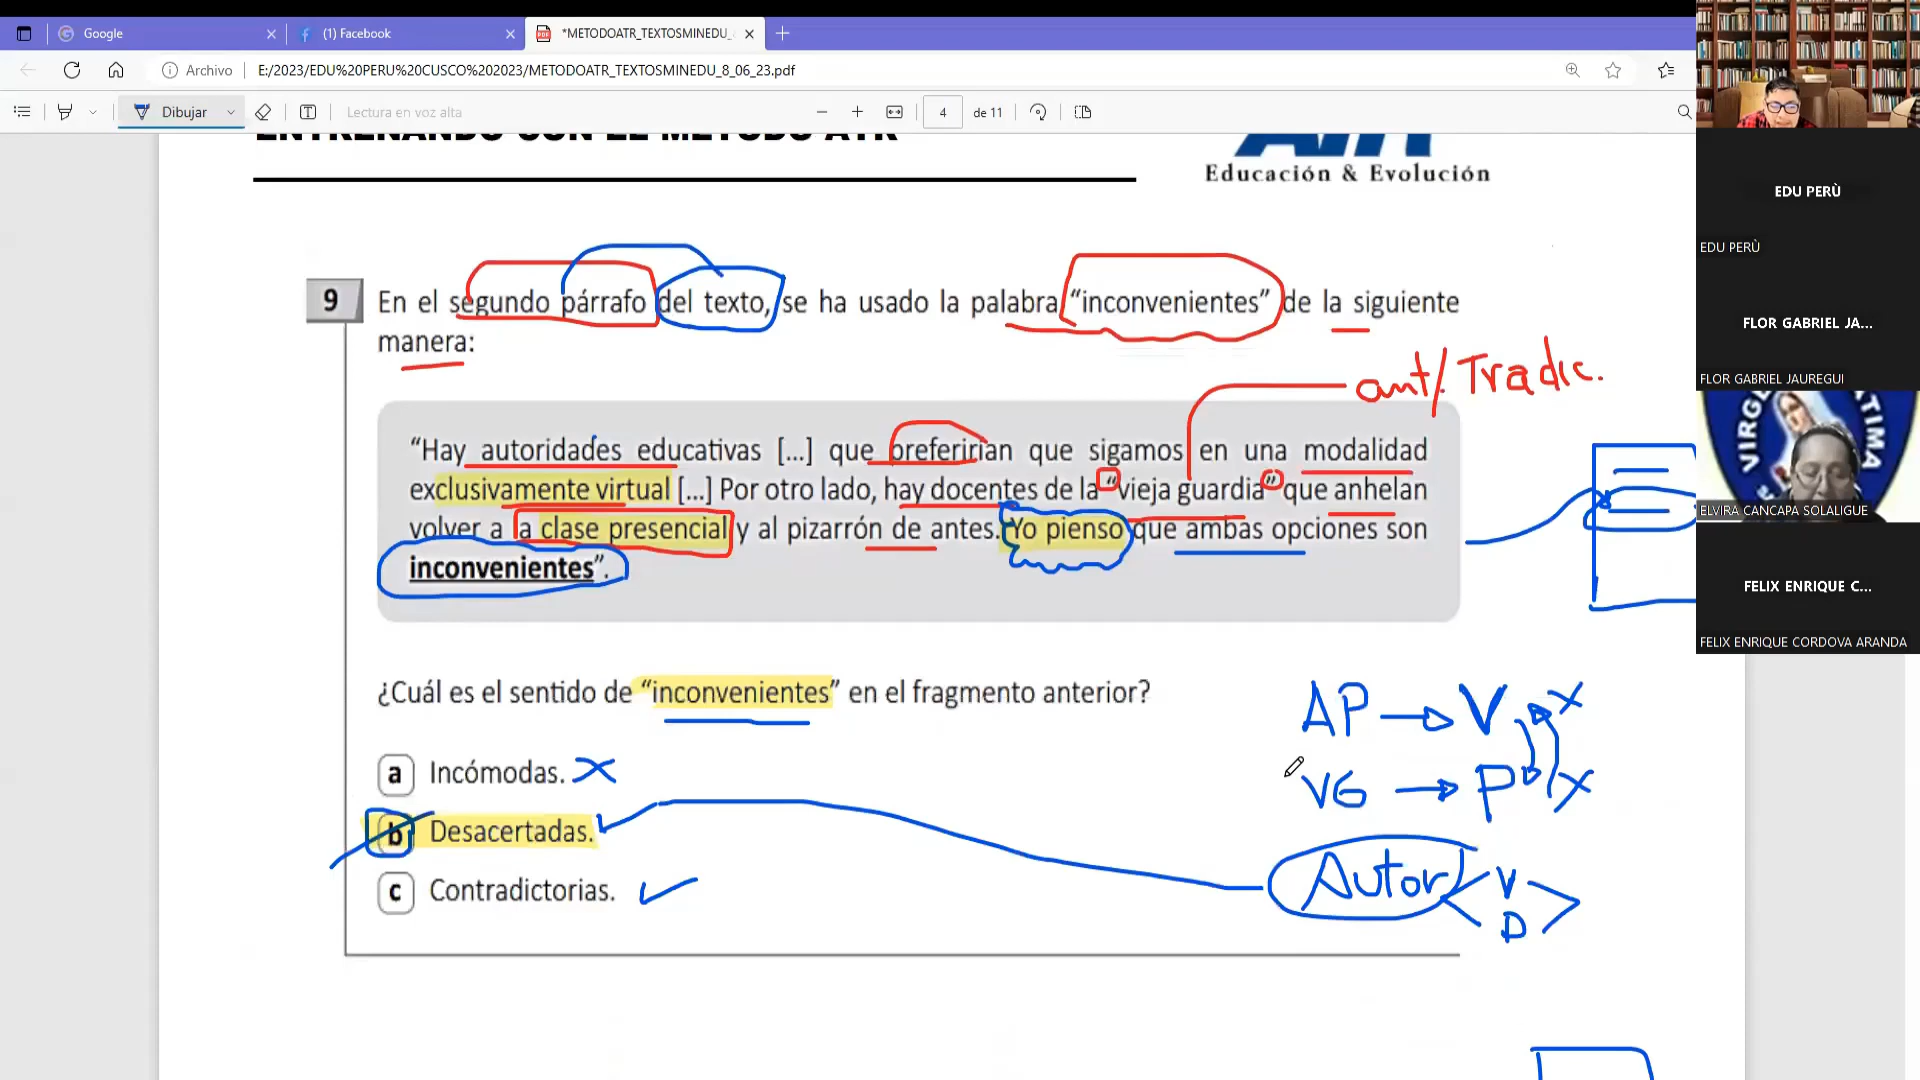 Google
(1) Facebook
*METODOATR_TEXTOSMINEDU_
Archivo
E:/2023/EDU%20PERU%20CUSCO%202023/METODOATR_TEXTOSMINEDU_8_06_23.pdf
Dibujar
Lectura en voz alta
4
de 11
ENTRENANDO CON EL MÉTODO ATR
ATR
Educación & Evolución
9 En el segundo párrafo del texto, se ha usado la palabra “inconvenientes” de la siguiente
manera:
ant/. Tradic.
“Hay autoridades educativas [...] que preferirían que sigamos en una modalidad
exclusivamente virtual [...] Por otro lado, hay docentes de la “vieja guardia” que anhelan
volver a la clase presencial y al pizarrón de antes. Yo pienso que ambas opciones son
inconvenientes”.
¿Cuál es el sentido de “inconvenientes” en el fragmento anterior?
a Incómodas.
b Desacertadas.
c Contradictorias.
AP V X
VG P X
Autor V
P
EDU PERÙ
EDU PERÙ
FLOR GABRIEL JA...
FLOR GABRIEL JAUREGUI
ELVIRA CANCAPA SOLALIGUE
FELIX ENRIQUE C...
FELIX ENRIQUE CORDOVA ARANDA